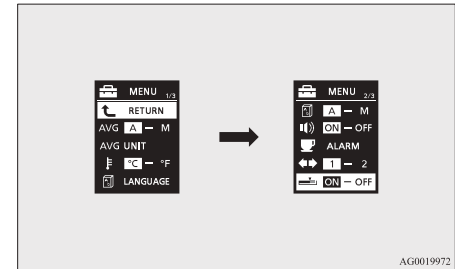 MENU 1/3
RETURN
AVG A – M
AVG UNIT
°C – °F
LANGUAGE
MENU 2/3
A – M
ON – OFF
ALARM
1 – 2
ON – OFF
AG0019972